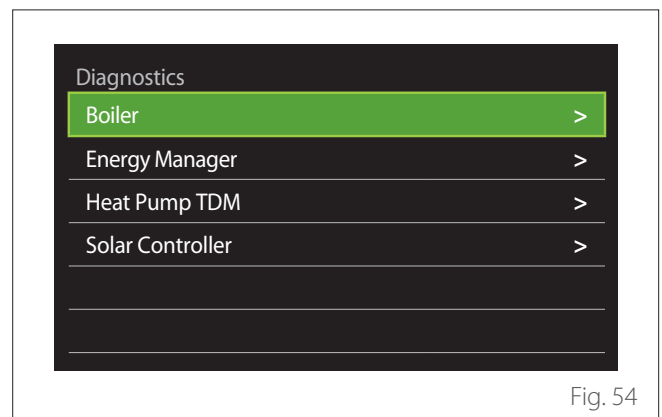 Diagnostics
Boiler >
Energy Manager >
Heat Pump TDM >
Solar Controller >
Fig. 54